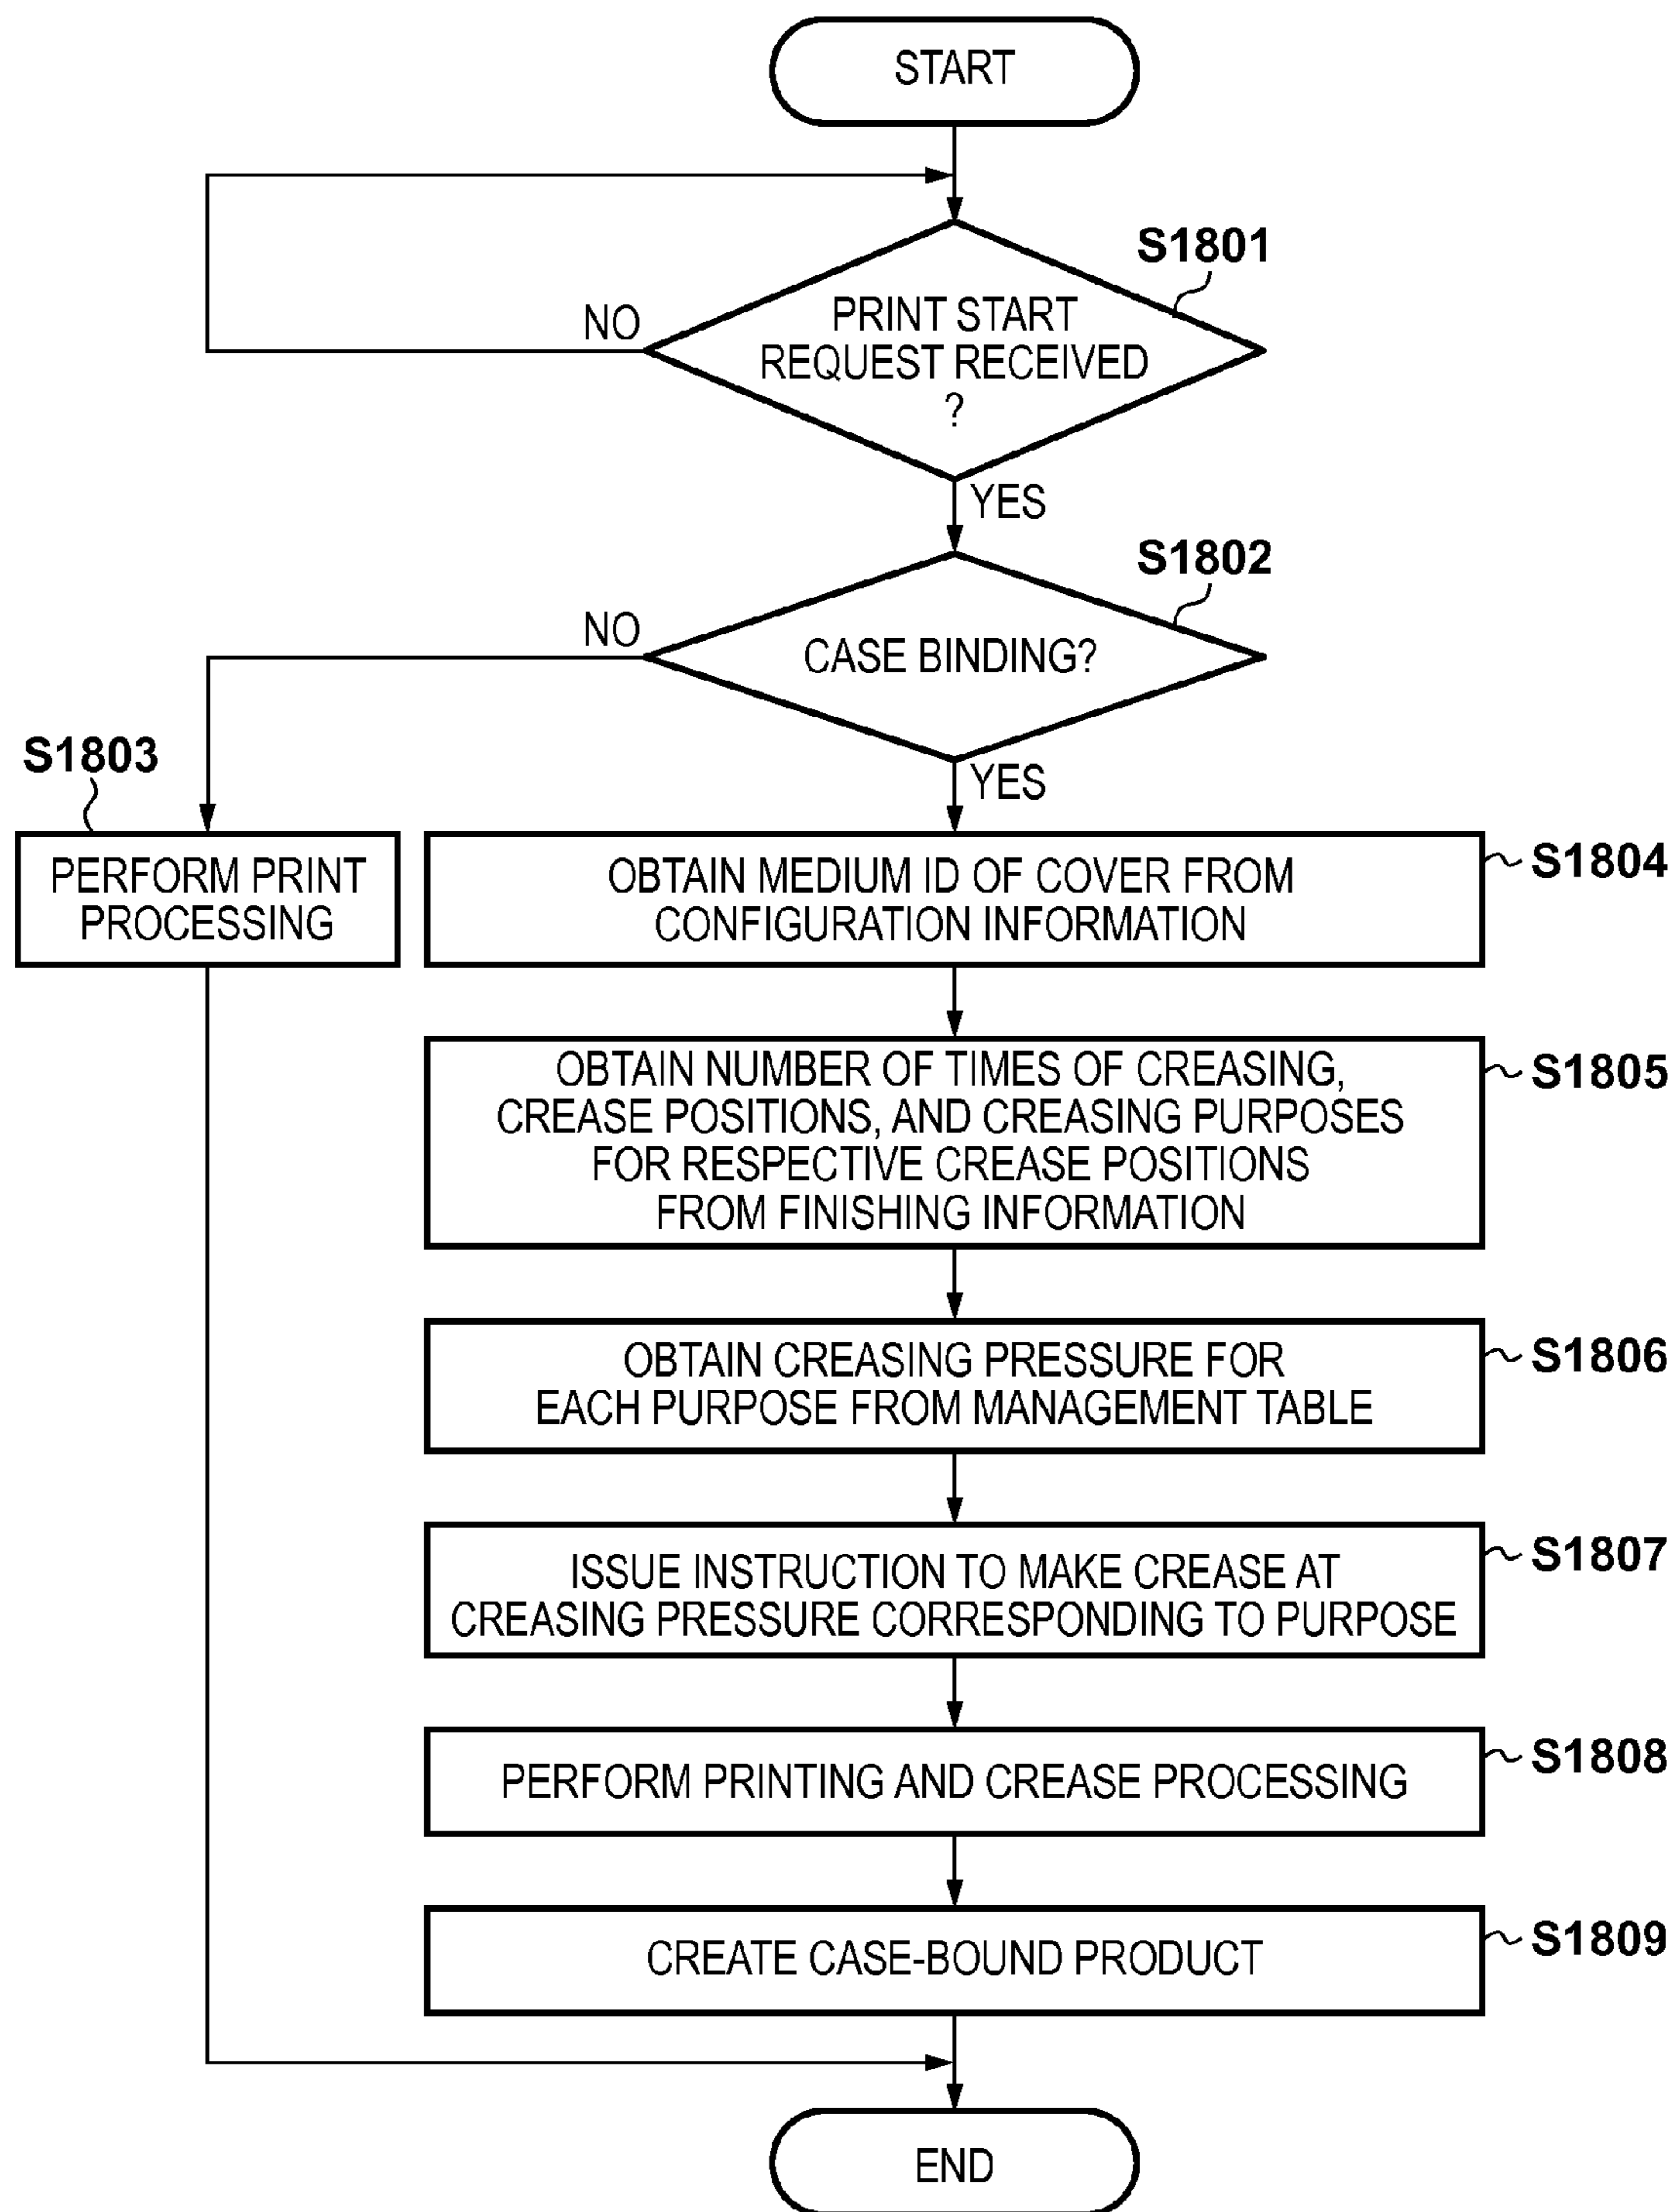 START
S1801
NO
PRINT START
REQUEST RECEIVED
?
YES
S1802
NO
CASE BINDING?
YES
S1803
PERFORM PRINT
PROCESSING
OBTAIN MEDIUM ID OF COVER FROM
CONFIGURATION INFORMATION
S1804
OBTAIN NUMBER OF TIMES OF CREASING,
CREASE POSITIONS, AND CREASING PURPOSES
FOR RESPECTIVE CREASE POSITIONS
FROM FINISHING INFORMATION
S1805
OBTAIN CREASING PRESSURE FOR
EACH PURPOSE FROM MANAGEMENT TABLE
S1806
ISSUE INSTRUCTION TO MAKE CREASE AT
CREASING PRESSURE CORRESPONDING TO PURPOSE
S1807
PERFORM PRINTING AND CREASE PROCESSING
S1808
CREATE CASE-BOUND PRODUCT
S1809
END